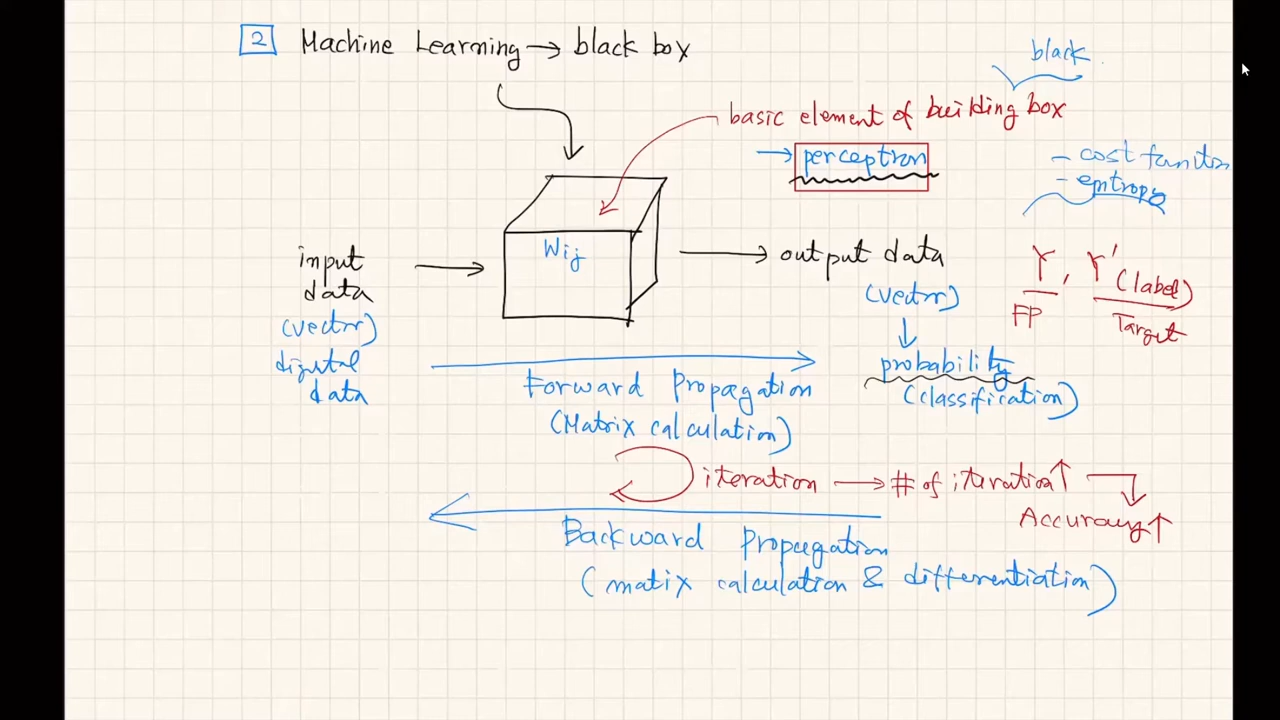 2 Machine Learning → black box
black
basic element of building box
→ perceptron
- cost function
- entropy
Wij
input
data
(vector)
digital
data
output data
(vector)
probability
(classification)
Y, Y' (label)
FP
Target
Forward Propagation
(Matrix calculation)
iteration → # of iteration↑
Accuracy↑
Backward Propagation
(matix calculation & differentiation)